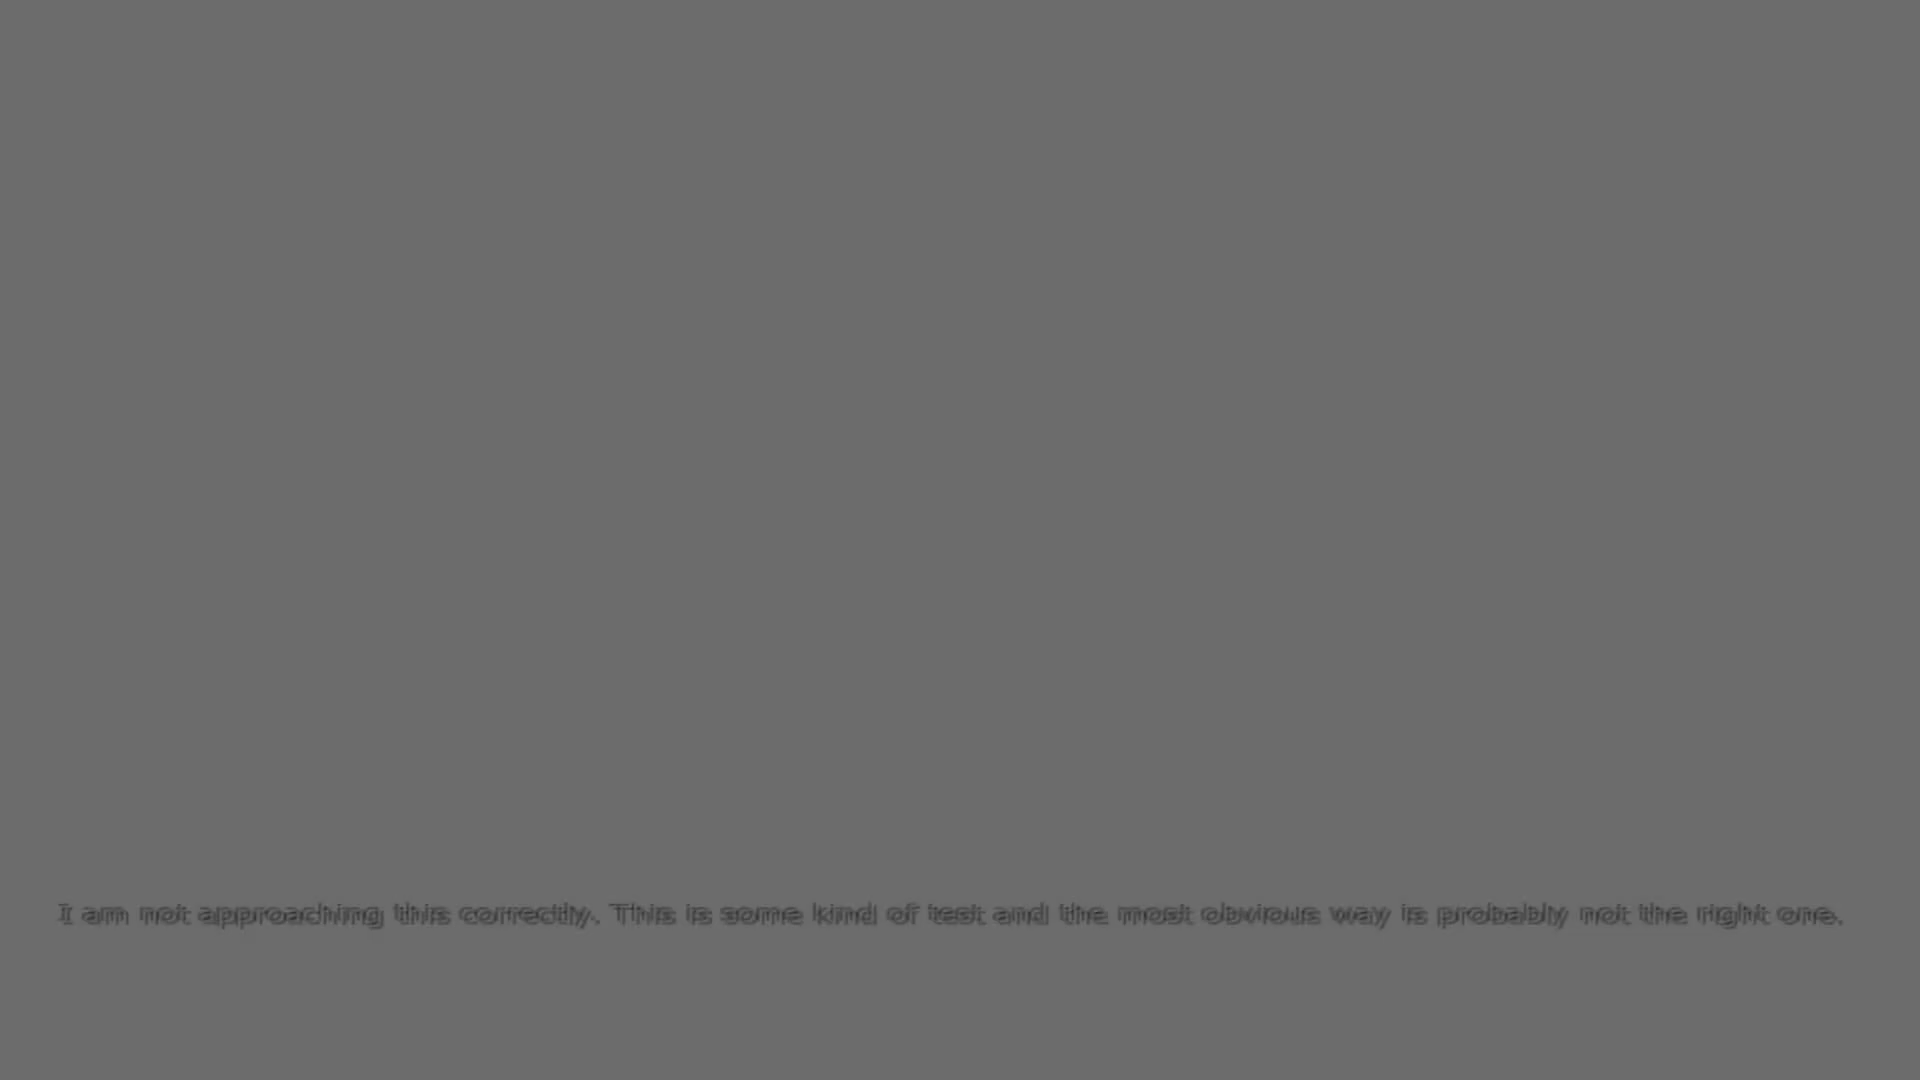 I am not approaching this correctly. This is some kind of test and the most obvious way is probably not the right one.